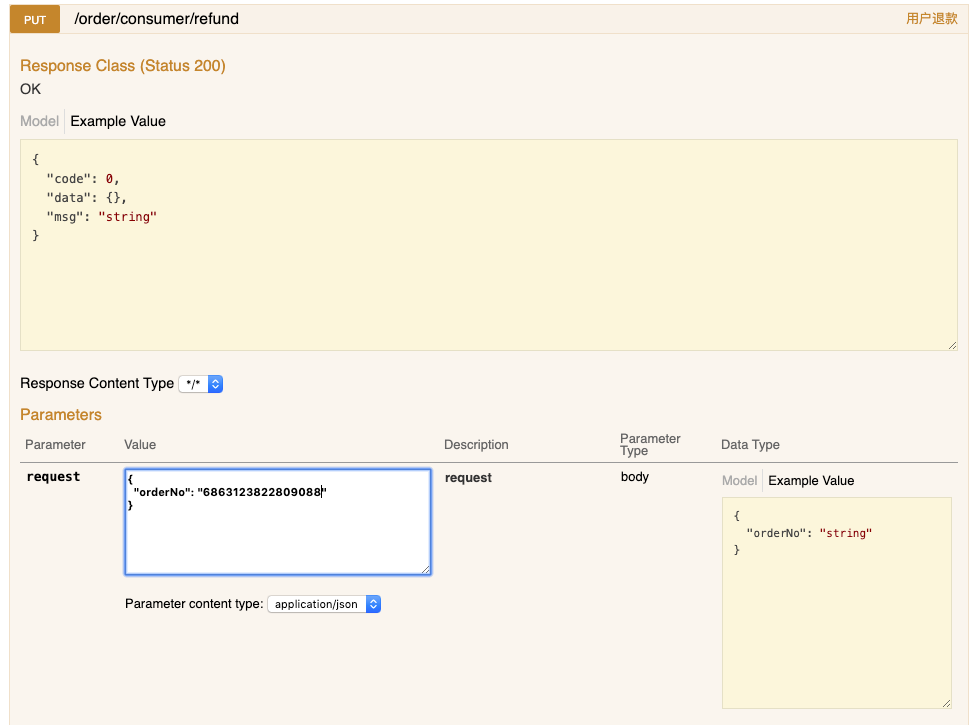 PUT /order/consumer/refund 用户退款
Response Class (Status 200)
OK
Model Example Value
{
"code": 0,
"data": {},
"msg": "string"
}
Response Content Type */*
Parameters
Parameter Value Description Parameter Type Data Type
request { request body Model Example Value
"orderNo": "6863123822809088"
}
{
"orderNo": "string"
}
Parameter content type: application/json